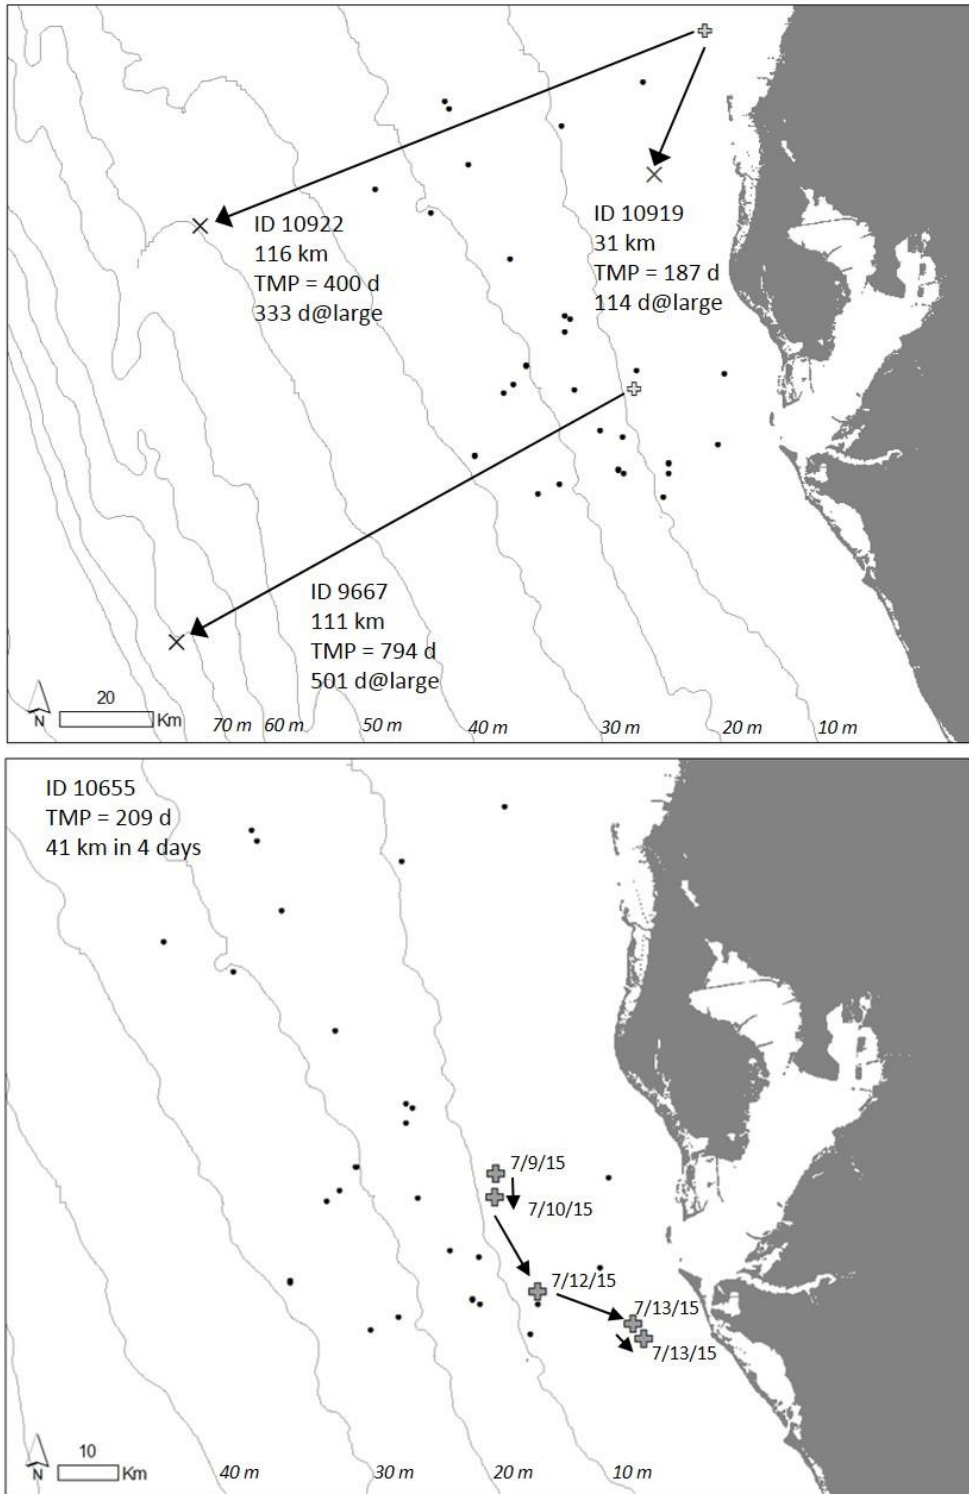 ID 10922
116 km
TMP = 400 d
333 d@large
ID 10919
31 km
TMP = 187 d
114 d@large
ID 9667
111 km
TMP = 794 d
501 d@large
20
Km
N
70 m 60 m 50 m 40 m 30 m 20 m 10 m
ID 10655
TMP = 209 d
41 km in 4 days
7/9/15
7/10/15
7/12/15
7/13/15
7/13/15
10
Km
N
40 m 30 m 20 m 10 m